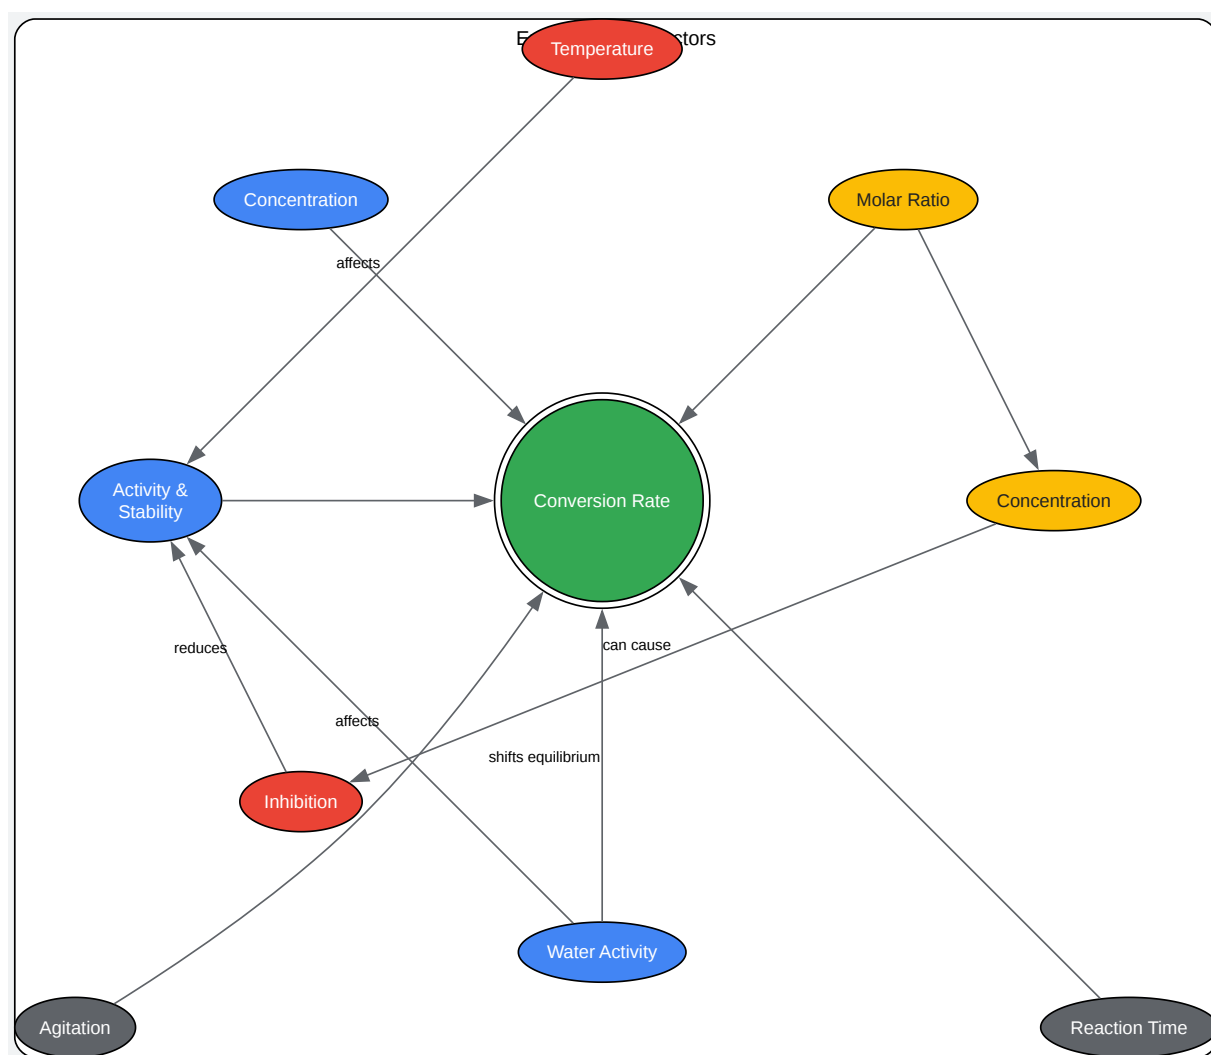 Temperature
Concentration
Molar Ratio
affects
Activity &
Stability
Conversion Rate
Concentration
reduces
can cause
affects
shifts equilibrium
Inhibition
Water Activity
Agitation
Reaction Time